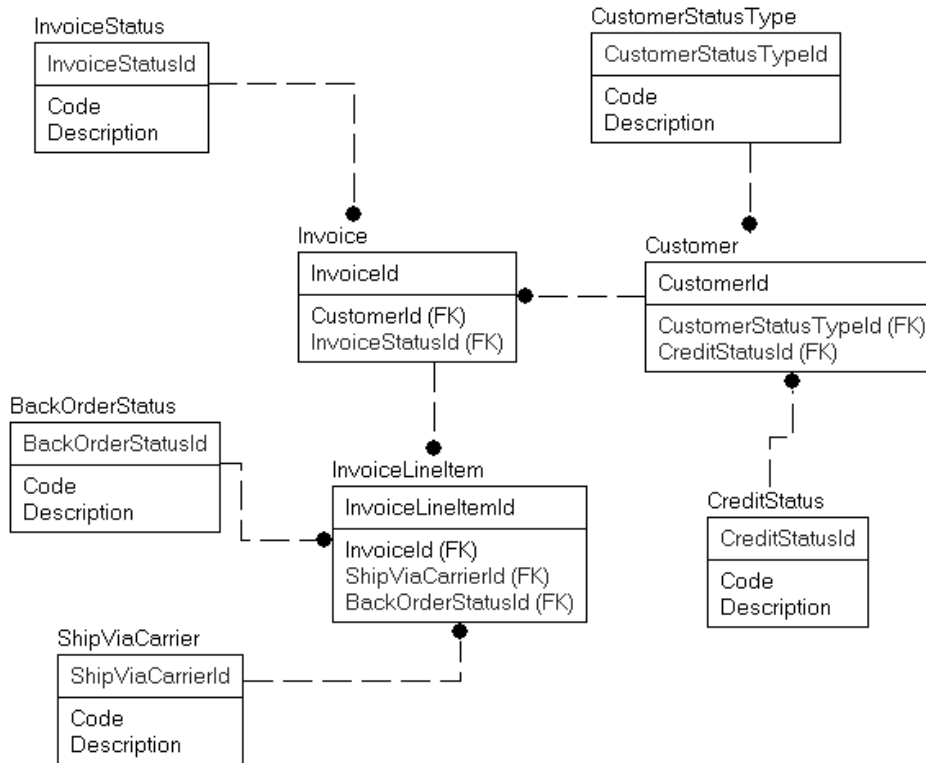 InvoiceStatus
InvoiceStatusId
Code
Description
CustomerStatusType
CustomerStatusTypeId
Code
Description
Invoice
InvoiceId
CustomerId (FK)
InvoiceStatusId (FK)
Customer
CustomerId
CustomerStatusTypeId (FK)
CreditStatusId (FK)
BackOrderStatus
BackOrderStatusId
Code
Description
InvoiceLineItem
InvoiceLineItemId
InvoiceId (FK)
ShipViaCarrierId (FK)
BackOrderStatusId (FK)
CreditStatus
CreditStatusId
Code
Description
ShipViaCarrier
ShipViaCarrierId
Code
Description